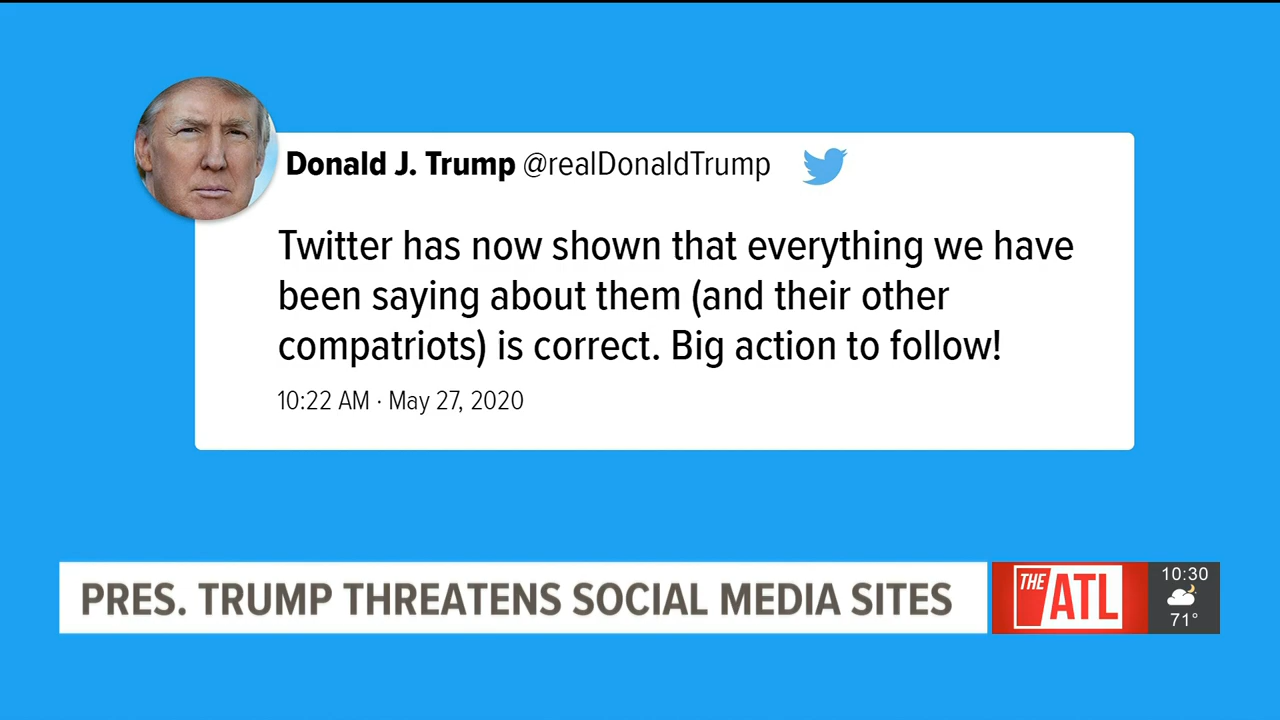 Donald J. Trump @realDonaldTrump
Twitter has now shown that everything we have
been saying about them (and their other
compatriots) is correct. Big action to follow!
10:22 AM · May 27, 2020
PRES. TRUMP THREATENS SOCIAL MEDIA SITES
THE ATL
10:30
71°